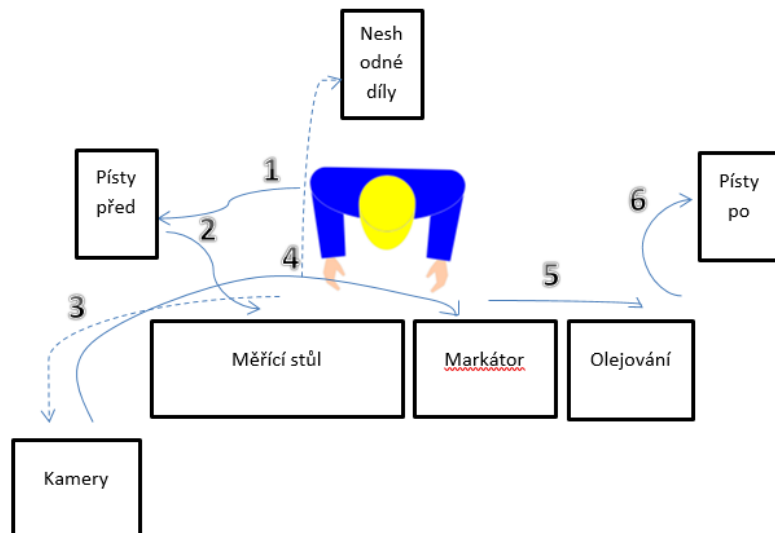 Nesh
odné
díly
1
Písty
před
2
Písty
po
6
4
5
3
Měřící stůl
Markátor
Olejování
Kamery